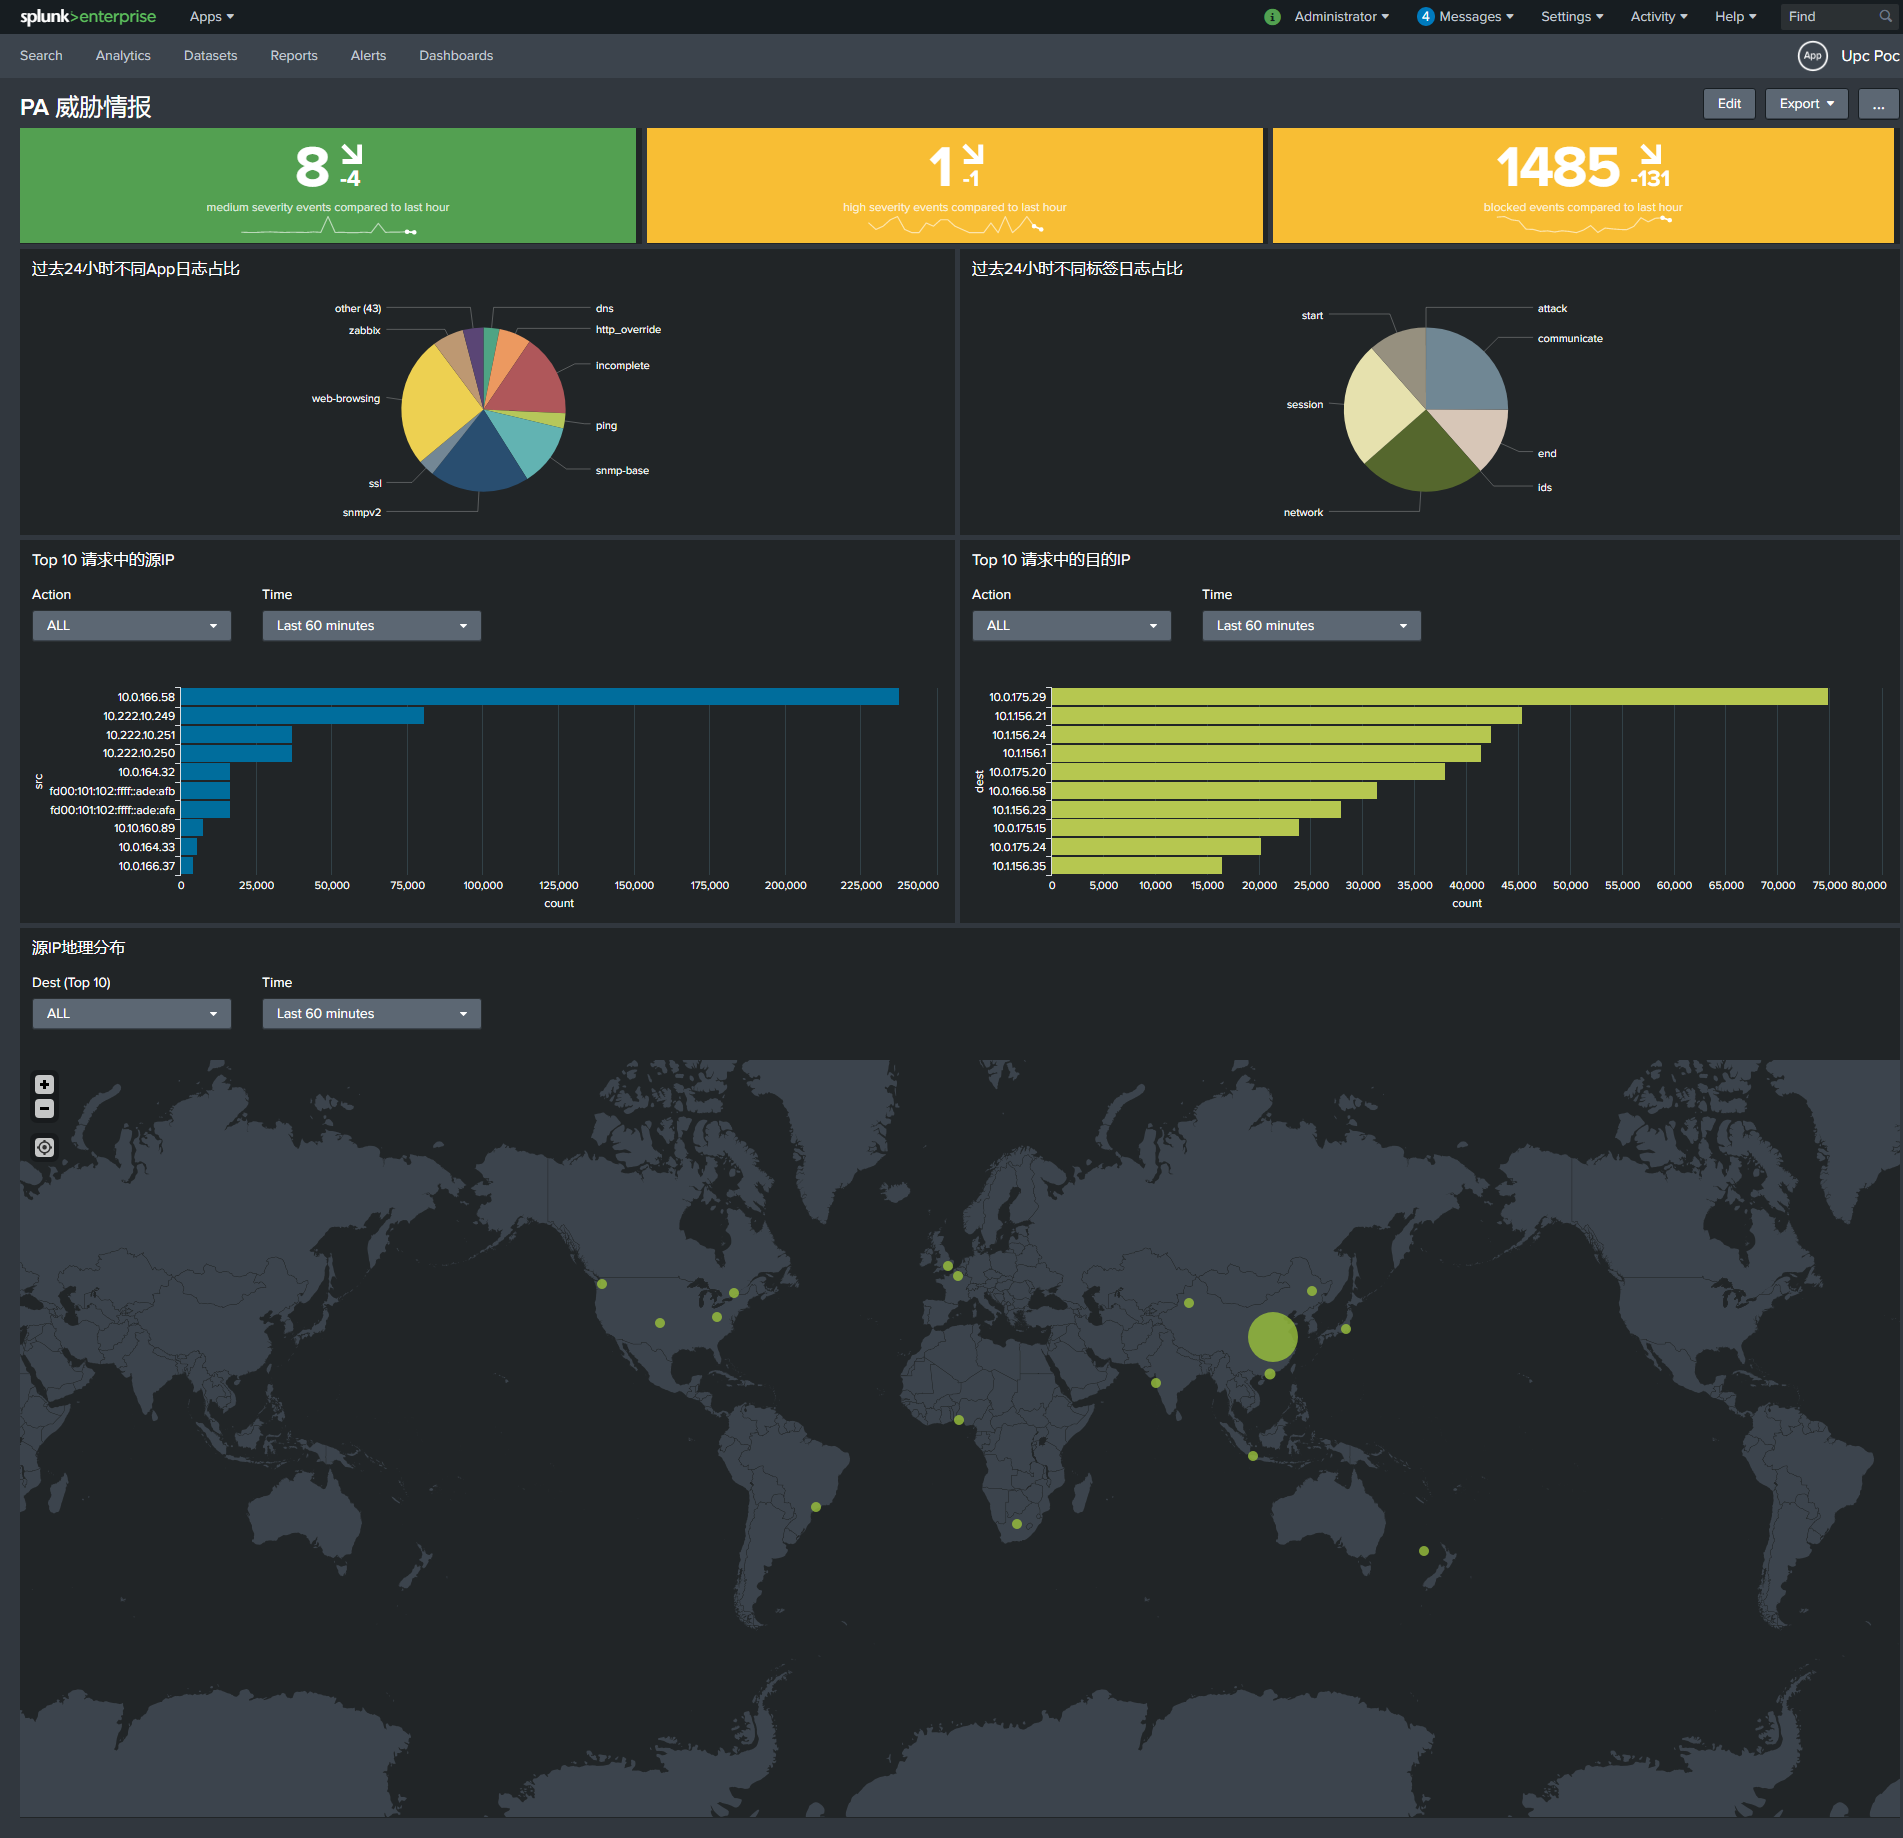 splunk>enterprise Apps Administrator 4 Messages Settings Activity Help Find
Search Analytics Datasets Reports Alerts Dashboards App Upc Poc
PA 威胁情报 Edit Export ...
8 -4
medium severity events compared to last hour
1 -1
high severity events compared to last hour
1485 -131
blocked events compared to last hour
过去24小时不同App日志占比
other (43)
zabbix
web-browsing
ssl
snmpv2
dns
http_override
incomplete
ping
snmp-base
过去24小时不同标签日志占比
start
session
network
attack
communicate
end
ids
Top 10 请求中的源IP
Action Time
ALL Last 60 minutes
src
10.0.166.58
10.222.10.249
10.222.10.251
10.222.10.250
10.0.164.32
fd00:101:102:ffff::ade:afb
fd00:101:102:ffff::ade:afa
10.10.160.89
10.0.164.33
10.0.166.37
0 25,000 50,000 75,000 100,000 125,000 150,000 175,000 200,000 225,000 250,000
count
Top 10 请求中的目的IP
Action Time
ALL Last 60 minutes
dest
10.0.175.29
10.1.156.21
10.1.156.24
10.1.156.1
10.0.175.20
10.0.166.58
10.1.156.23
10.0.175.15
10.0.175.24
10.1.156.35
0 5,000 10,000 15,000 20,000 25,000 30,000 35,000 40,000 45,000 50,000 55,000 60,000 65,000 70,000 75,000 80,000
count
源IP地理分布
Dest (Top 10) Time
ALL Last 60 minutes